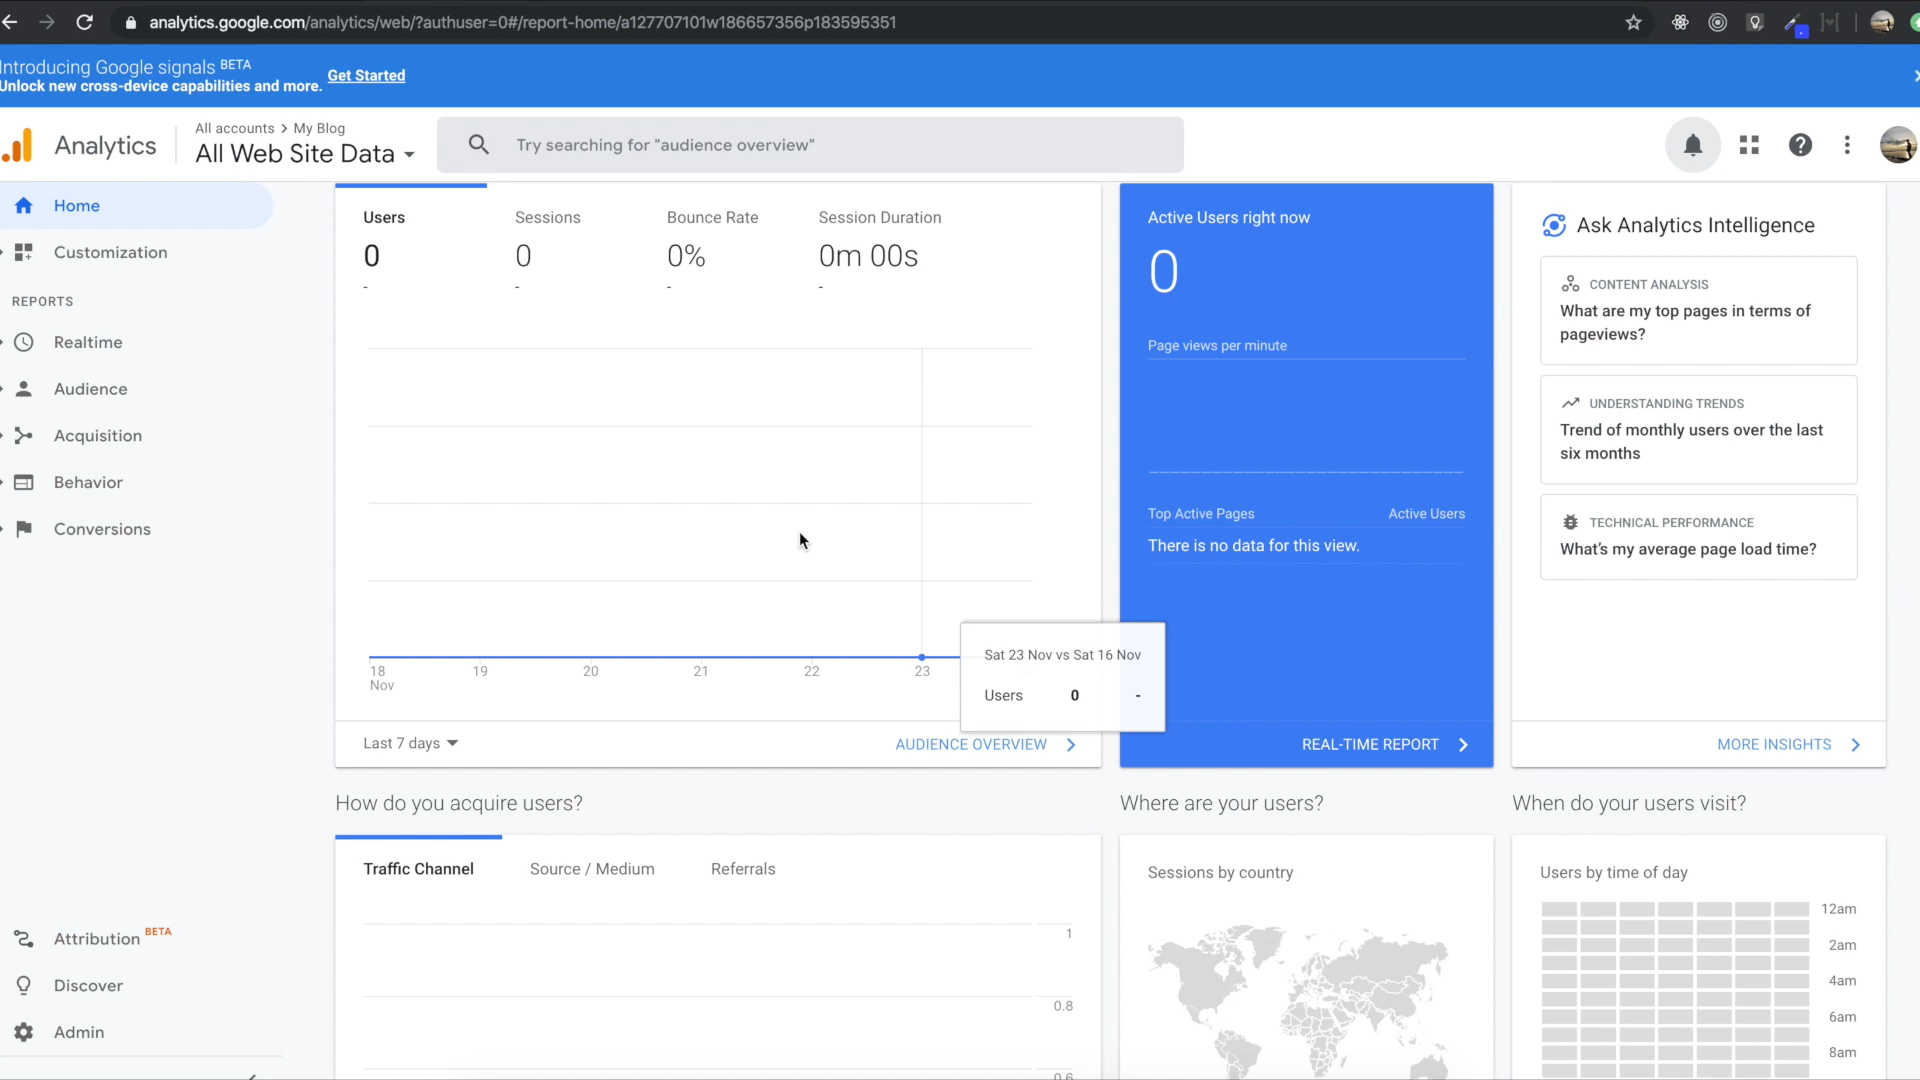 analytics.google.com/analytics/web/?authuser=0#/report-home/a127707101w186657356p183595351
Introducing Google signals BETA
Unlock new cross-device capabilities and more.
Get Started
Analytics
All accounts > My Blog
All Web Site Data
Try searching for "audience overview"
Home
Customization
REPORTS
Realtime
Audience
Acquisition
Behavior
Conversions
Attribution BETA
Discover
Admin
Users
0
-
Sessions
0
-
Bounce Rate
0%
-
Session Duration
0m 00s
-
18
Nov
19
20
21
22
23
Sat 23 Nov vs Sat 16 Nov
Users 0 -
Last 7 days
AUDIENCE OVERVIEW
Active Users right now
0
Page views per minute
Top Active Pages Active Users
There is no data for this view.
REAL-TIME REPORT
Ask Analytics Intelligence
CONTENT ANALYSIS
What are my top pages in terms of
pageviews?
UNDERSTANDING TRENDS
Trend of monthly users over the last
six months
TECHNICAL PERFORMANCE
What's my average page load time?
MORE INSIGHTS
How do you acquire users?
Traffic Channel
Source / Medium
Referrals
1
0.8
0.6
Where are your users?
Sessions by country
When do your users visit?
Users by time of day
12am
2am
4am
6am
8am